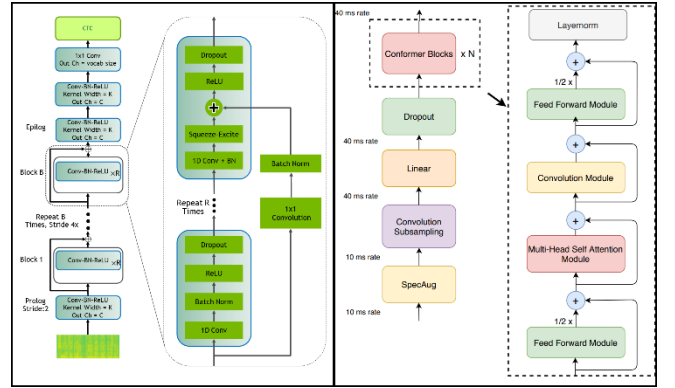 CTC
1x1 Conv
Out Ch = vocab size
Conv-BN-ReLU
Kernel Width = K
Out Ch = C
Epilog
Conv-BN-ReLU
Kernel Width = K
Out Ch = C
Block B
Conv-BN-ReLU
×R
Repeat B
Times, Stride 4x
Block 1
Conv-BN-ReLU
×R
Prolog
Stride:2
Conv-BN-ReLU
Kernel Width = K
Out Ch = C
Dropout
ReLU
+
Squeeze-Excite
1D Conv + BN
Batch Norm
Repeat R
Times
1x1
Convolution
Dropout
ReLU
Batch Norm
1D Conv
40 ms rate
Conformer Blocks
x N
Dropout
40 ms rate
Linear
40 ms rate
Convolution
Subsampling
10 ms rate
SpecAug
10 ms rate
Layernorm
+
1/2 x
Feed Forward Module
+
Convolution Module
+
Multi-Head Self Attention
Module
+
1/2 x
Feed Forward Module